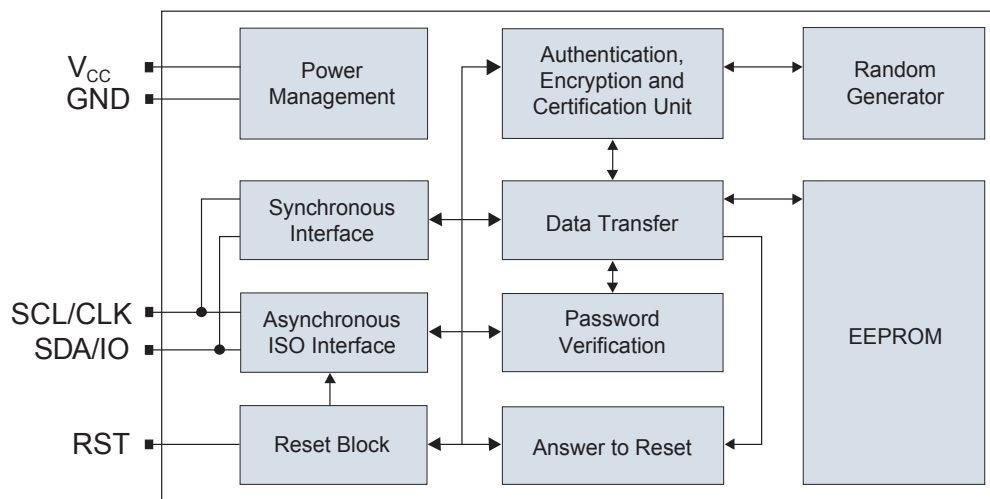 V_CC
GND
Power
Management
Authentication,
Encryption and
Certification Unit
Random
Generator
Synchronous
Interface
Data Transfer
SCL/CLK
SDA/IO
Asynchronous
ISO Interface
Password
Verification
EEPROM
RST
Reset Block
Answer to Reset